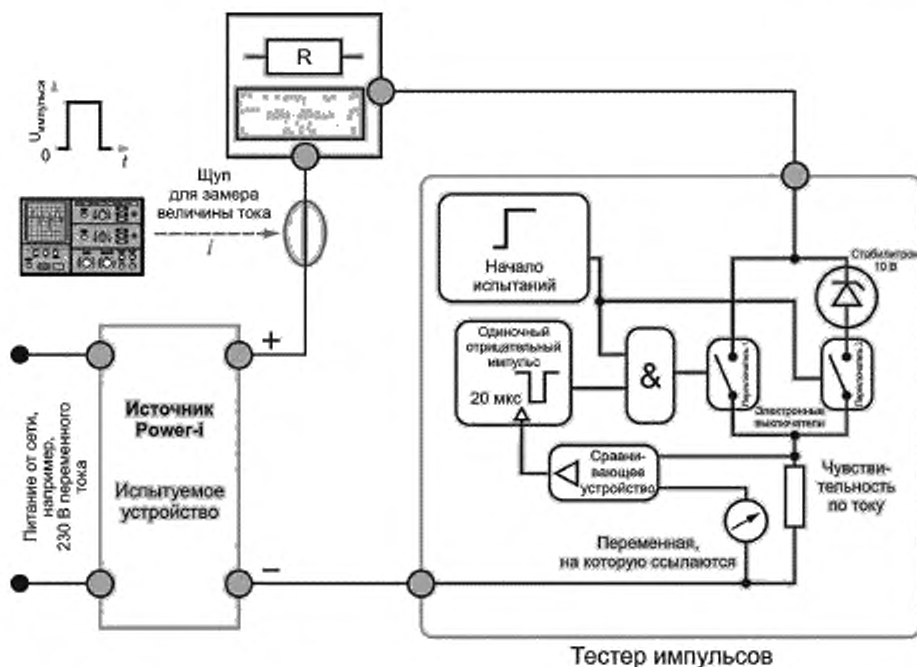 R
U импульса
0
t
Щуп
для замера
величины тока
I
Начало
испытаний
Стабилитрон
10 В
Одиночный
отрицательный
импульс
20 мкс
&
Переключатель 1
Переключатель 2
Электронные
выключатели
+
Источник
Power-i
Испытуемое
устройство
Питание от сети,
например,
230 В переменного
тока
Сравни-
вающее
устройство
Чувстви-
тельность
по току
Переменная,
на которую ссылаются
–
Тестер импульсов